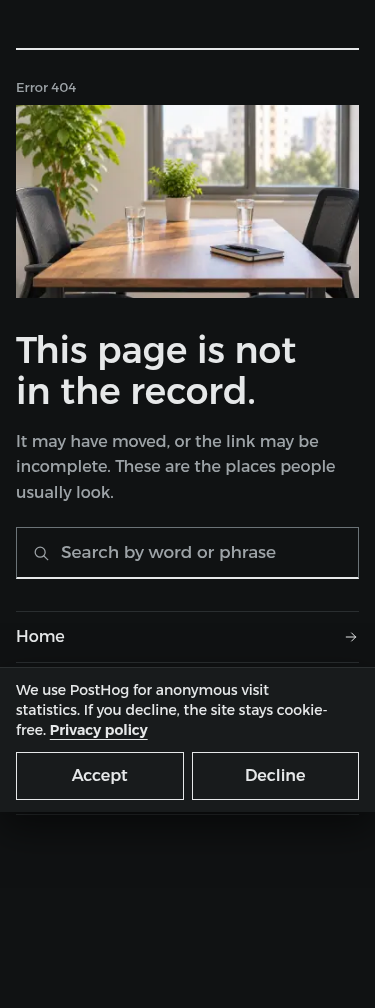 Error 404
This page is not
in the record.
It may have moved, or the link may be
incomplete. These are the places people
usually look.
Search by word or phrase
Home
We use PostHog for anonymous visit
statistics. If you decline, the site stays cookie-
free. Privacy policy
Accept
Decline